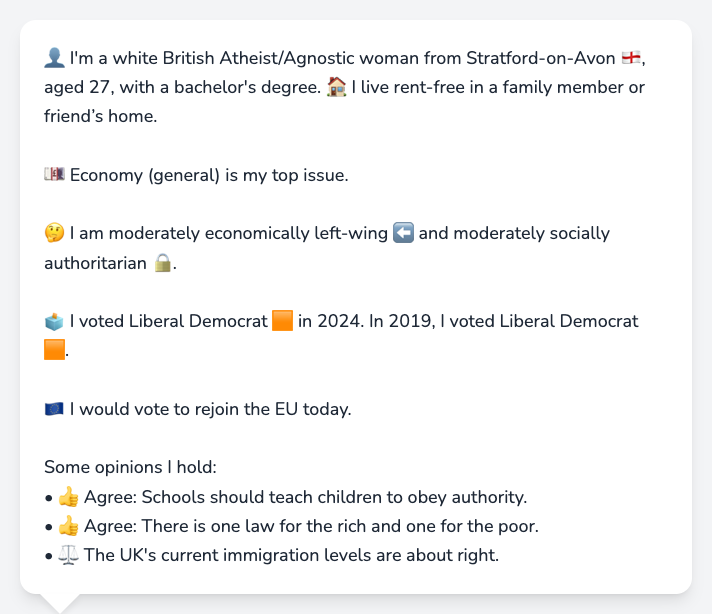 👤 I'm a white British Atheist/Agnostic woman from Stratford-on-Avon 🏴󠁧󠁢󠁥󠁮󠁧󠁿,
aged 27, with a bachelor's degree. 🏠 I live rent-free in a family member or
friend’s home.
💷 Economy (general) is my top issue.
🤔 I am moderately economically left-wing ⬅️ and moderately socially
authoritarian 🔒.
🗳️ I voted Liberal Democrat 🟧 in 2024. In 2019, I voted Liberal Democrat
🟧.
🇪🇺 I would vote to rejoin the EU today.
Some opinions I hold:
• 👍 Agree: Schools should teach children to obey authority.
• 👍 Agree: There is one law for the rich and one for the poor.
• ⚖️ The UK's current immigration levels are about right.